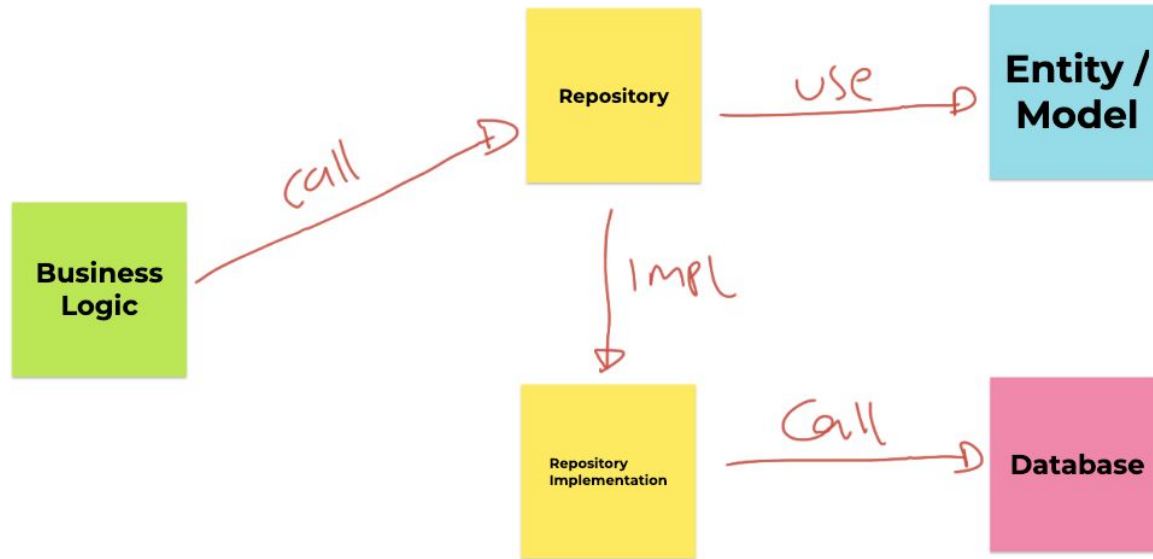 Repository
use
Entity /
Model
call
Business
Logic
Impl
Repository
Implementation
Call
Database